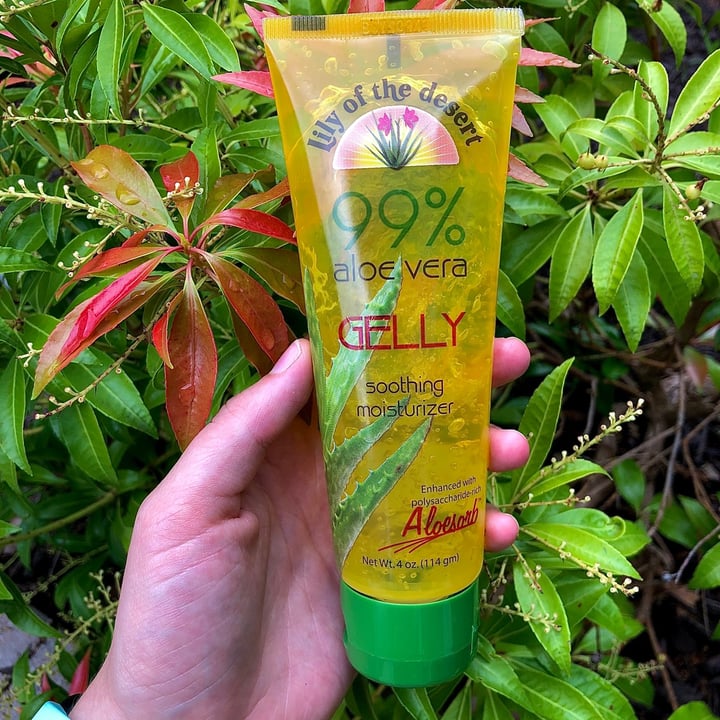 lily of the desert
99%
aloe vera
GELLY
soothing
moisturizer
Enhanced with
polysaccharide-rich
Aloesorb™
Net Wt. 4 oz. (114 gm)